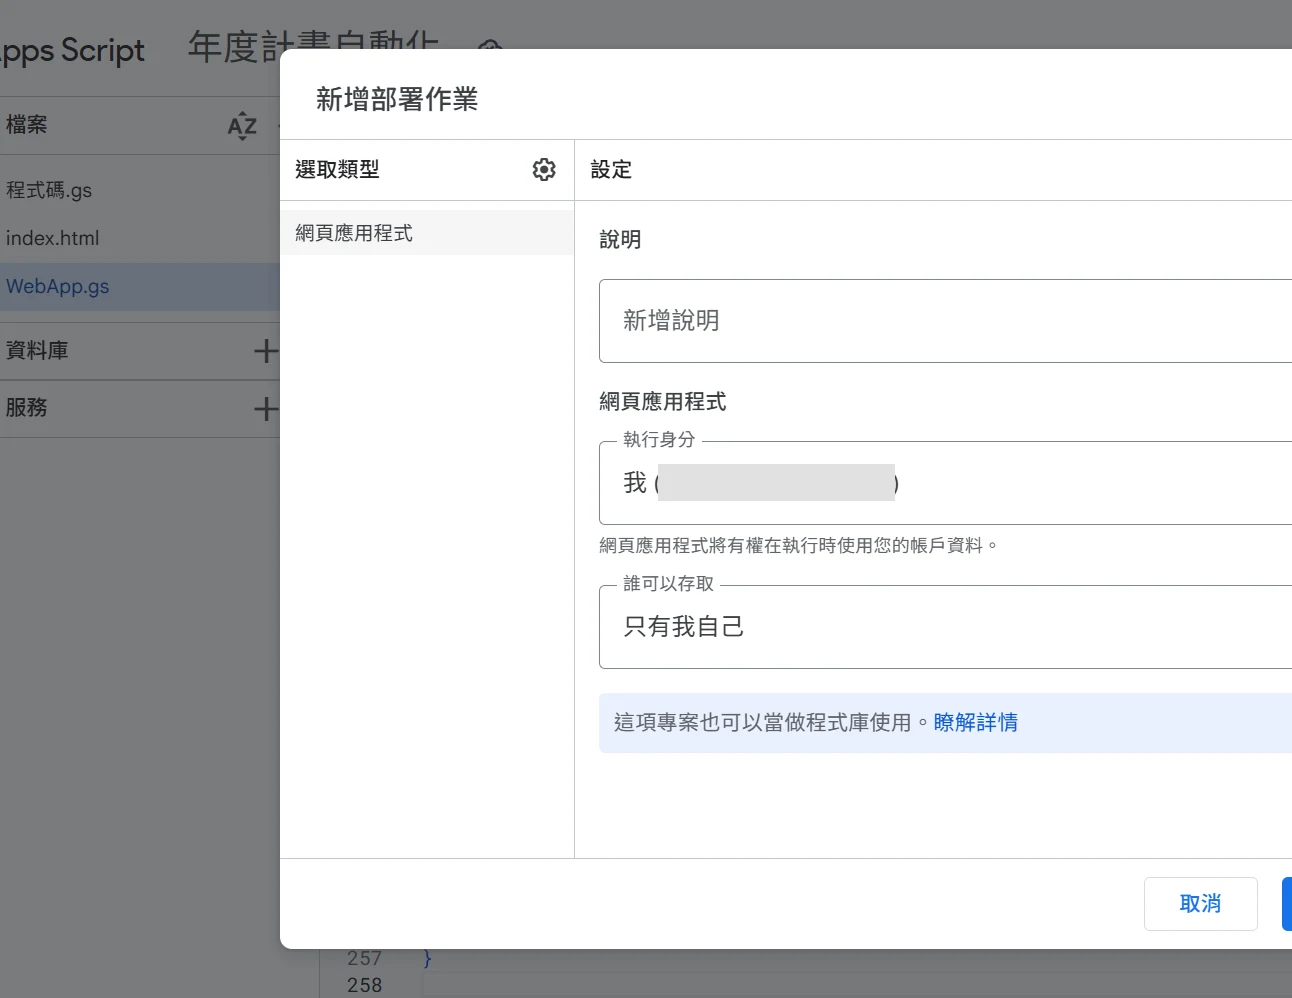 pps Script
年度計畫自動化
新增部署作業
檔案
AZ
選取類型
設定
程式碼.gs
index.html
WebApp.gs
網頁應用程式
說明
新增說明
資料庫
服務
網頁應用程式
執行身分
我 ( )
網頁應用程式將有權在執行時使用您的帳戶資料。
誰可以存取
只有我自己
這項專案也可以當做程式庫使用。瞭解詳情
取消
257 }
258